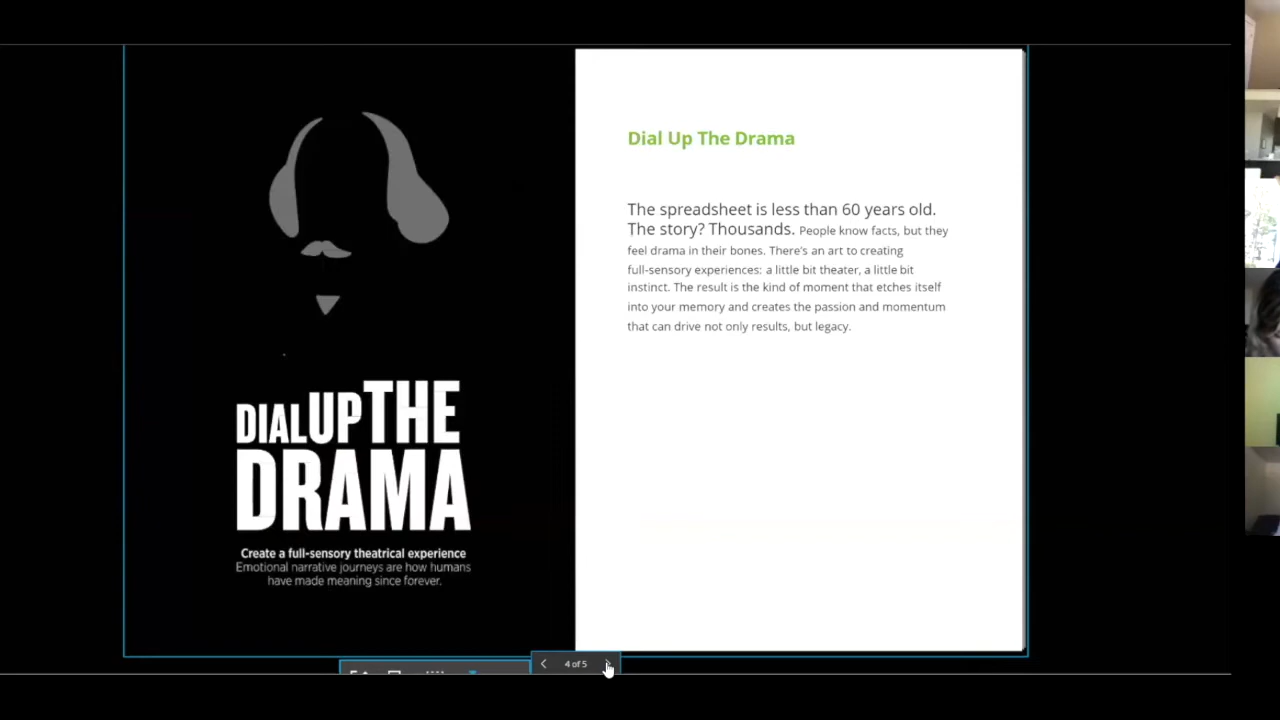 DIAL UP THE
DRAMA
Create a full-sensory theatrical experience
Emotional narrative journeys are how humans
have made meaning since forever.
Dial Up The Drama
The spreadsheet is less than 60 years old.
The story? Thousands. People know facts, but they
feel drama in their bones. There's an art to creating
full-sensory experiences: a little bit theater, a little bit
instinct. The result is the kind of moment that etches itself
into your memory and creates the passion and momentum
that can drive not only results, but legacy.
4 of 5